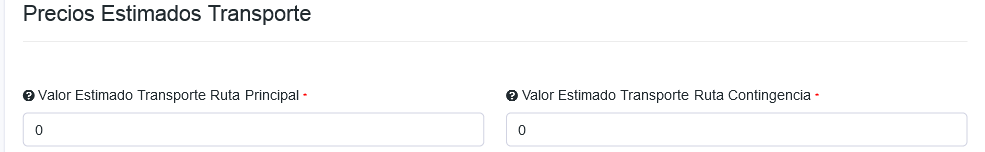 Precios Estimados Transporte
? Valor Estimado Transporte Ruta Principal *
? Valor Estimado Transporte Ruta Contingencia *
0
0